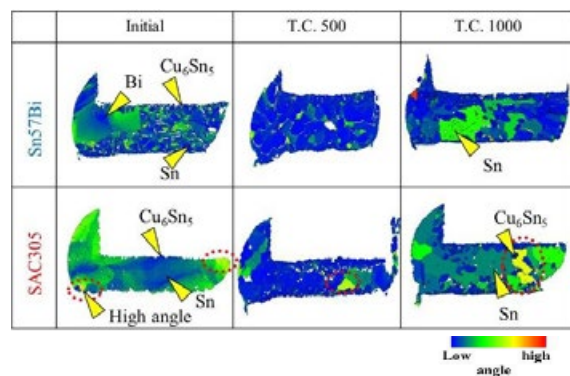 Initial
T.C. 500
T.C. 1000
Sn57Bi
Bi
Cu₆Sn₅
Sn
Sn
SAC305
Cu₆Sn₅
Sn
High angle
Cu₆Sn₅
Sn
Low
high
angle